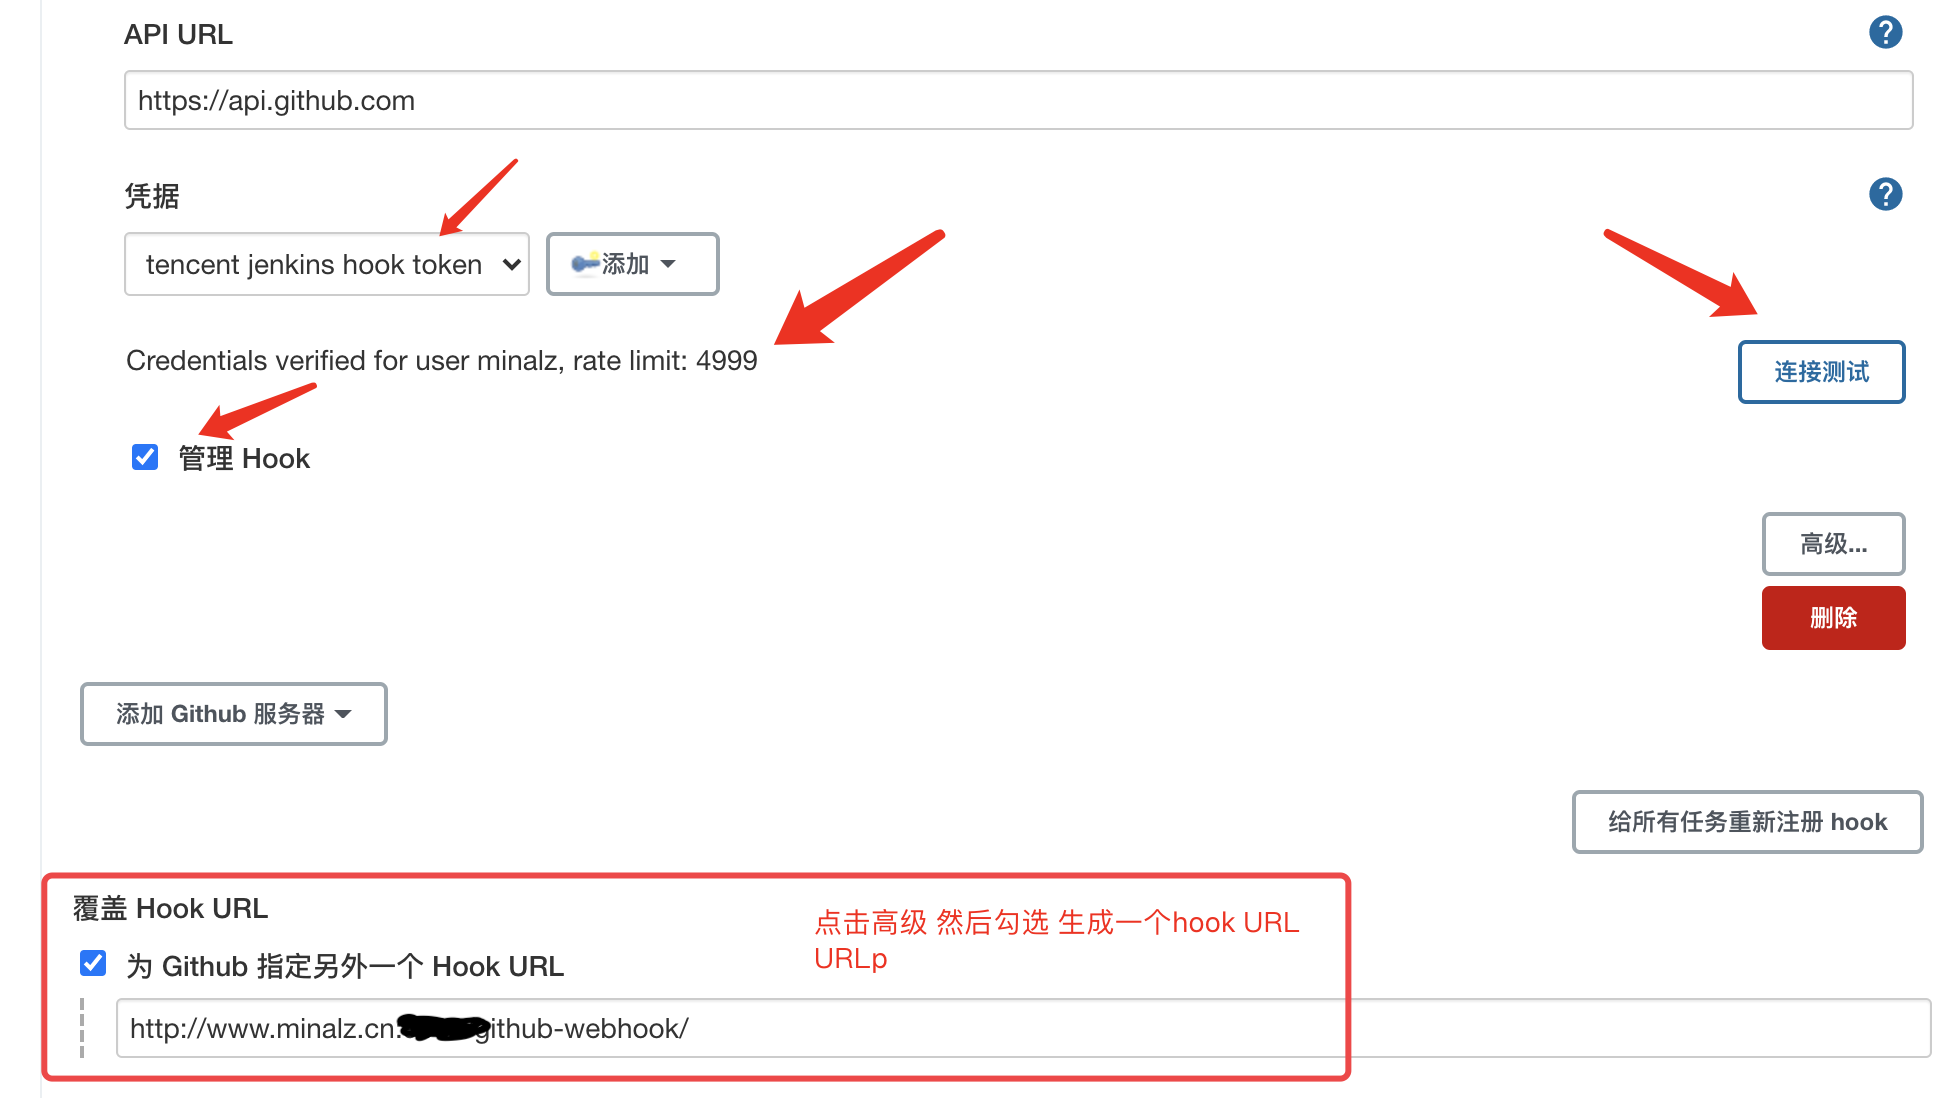 API URL
?
https://api.github.com
凭据
?
tencent jenkins hook token
添加
Credentials verified for user minalz, rate limit: 4999
连接测试
管理 Hook
高级...
删除
添加 Github 服务器
给所有任务重新注册 hook
覆盖 Hook URL
点击高级 然后勾选 生成一个hook URL
URLp
为 Github 指定另外一个 Hook URL
http://www.minalz.cn: github-webhook/